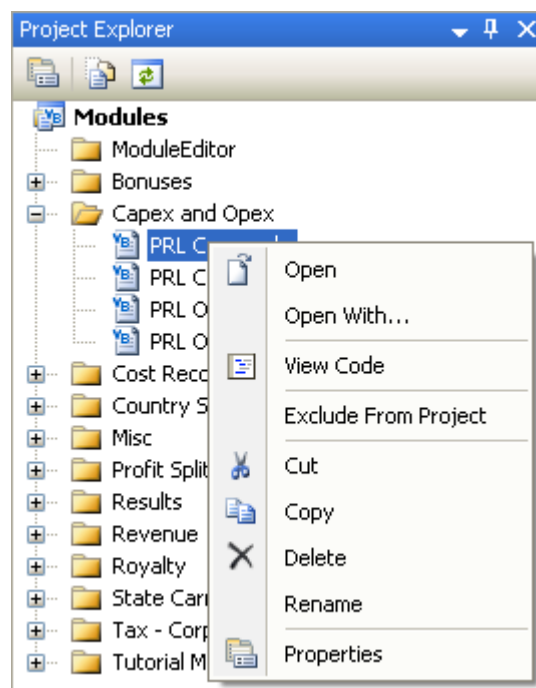 Project Explorer
Modules
ModuleEditor
Bonuses
Capex and Opex
PRL
PRL C
PRL O
PRL O
Cost Reco
Country S
Misc
Profit Split
Results
Revenue
Royalty
State Carr
Tax - Corp
Tutorial M
Open
Open With...
View Code
Exclude From Project
Cut
Copy
Delete
Rename
Properties